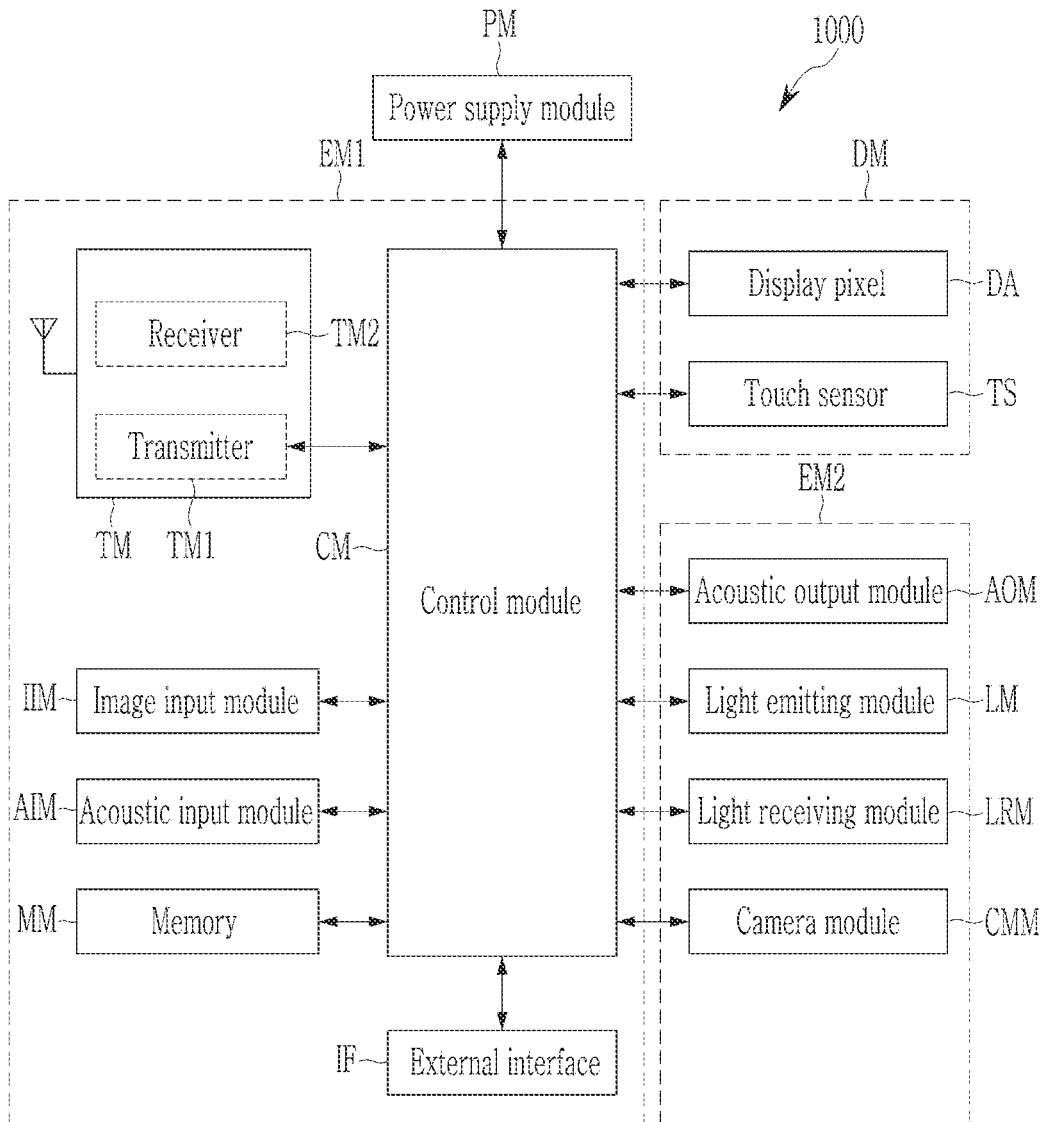 PM
1000
Power supply module
EM1
DM
Receiver
TM2
Display pixel
DA
Touch sensor
TS
Transmitter
TM
TM1
CM
Control module
EM2
Acoustic output module
AOM
IIM
Image input module
Light emitting module
LM
AIM
Acoustic input module
Light receiving module
LRM
MM
Memory
Camera module
CMM
IF
External interface